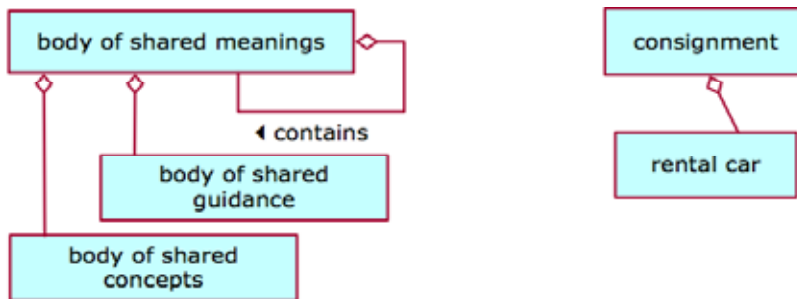 body of shared meanings
consignment
◀ contains
rental car
body of shared
guidance
body of shared
concepts